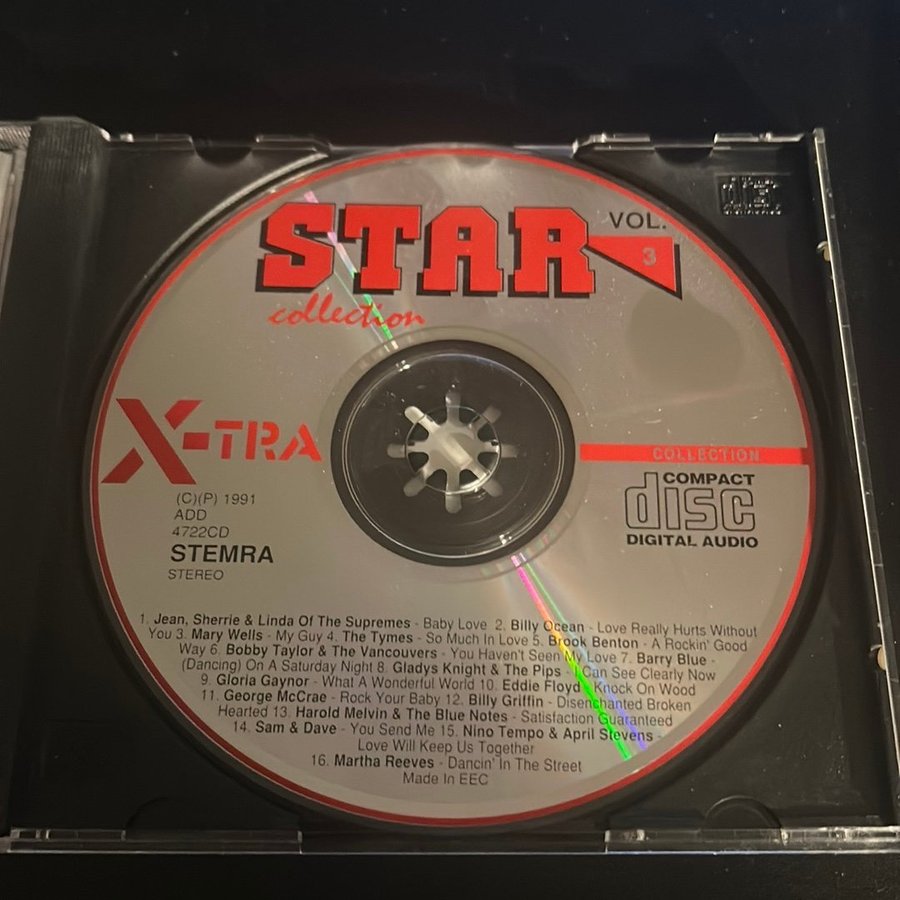 STAR
VOL.
3
collection
X-TRA
COLLECTION
COMPACT
disc
DIGITAL AUDIO
(C)(P) 1991
ADD
4722CD
STEMRA
STEREO
1. Jean, Sherrie & Linda Of The Supremes - Baby Love 2. Billy Ocean - Love Really Hurts Without
You 3. Mary Wells - My Guy 4. The Tymes - So Much In Love 5. Brook Benton - A Rockin' Good
Way 6. Bobby Taylor & The Vancouvers - You Haven't Seen My Love 7. Barry Blue -
(Dancing) On A Saturday Night 8. Gladys Knight & The Pips - I Can See Clearly Now
9. Gloria Gaynor - What A Wonderful World 10. Eddie Floyd - Knock On Wood
11. George McCrae - Rock Your Baby 12. Billy Griffin - Disenchanted Broken
Hearted 13. Harold Melvin & The Blue Notes - Satisfaction Guaranteed
14. Sam & Dave - You Send Me 15. Nino Tempo & April Stevens -
Love Will Keep Us Together
16. Martha Reeves - Dancin' In The Street
Made In EEC